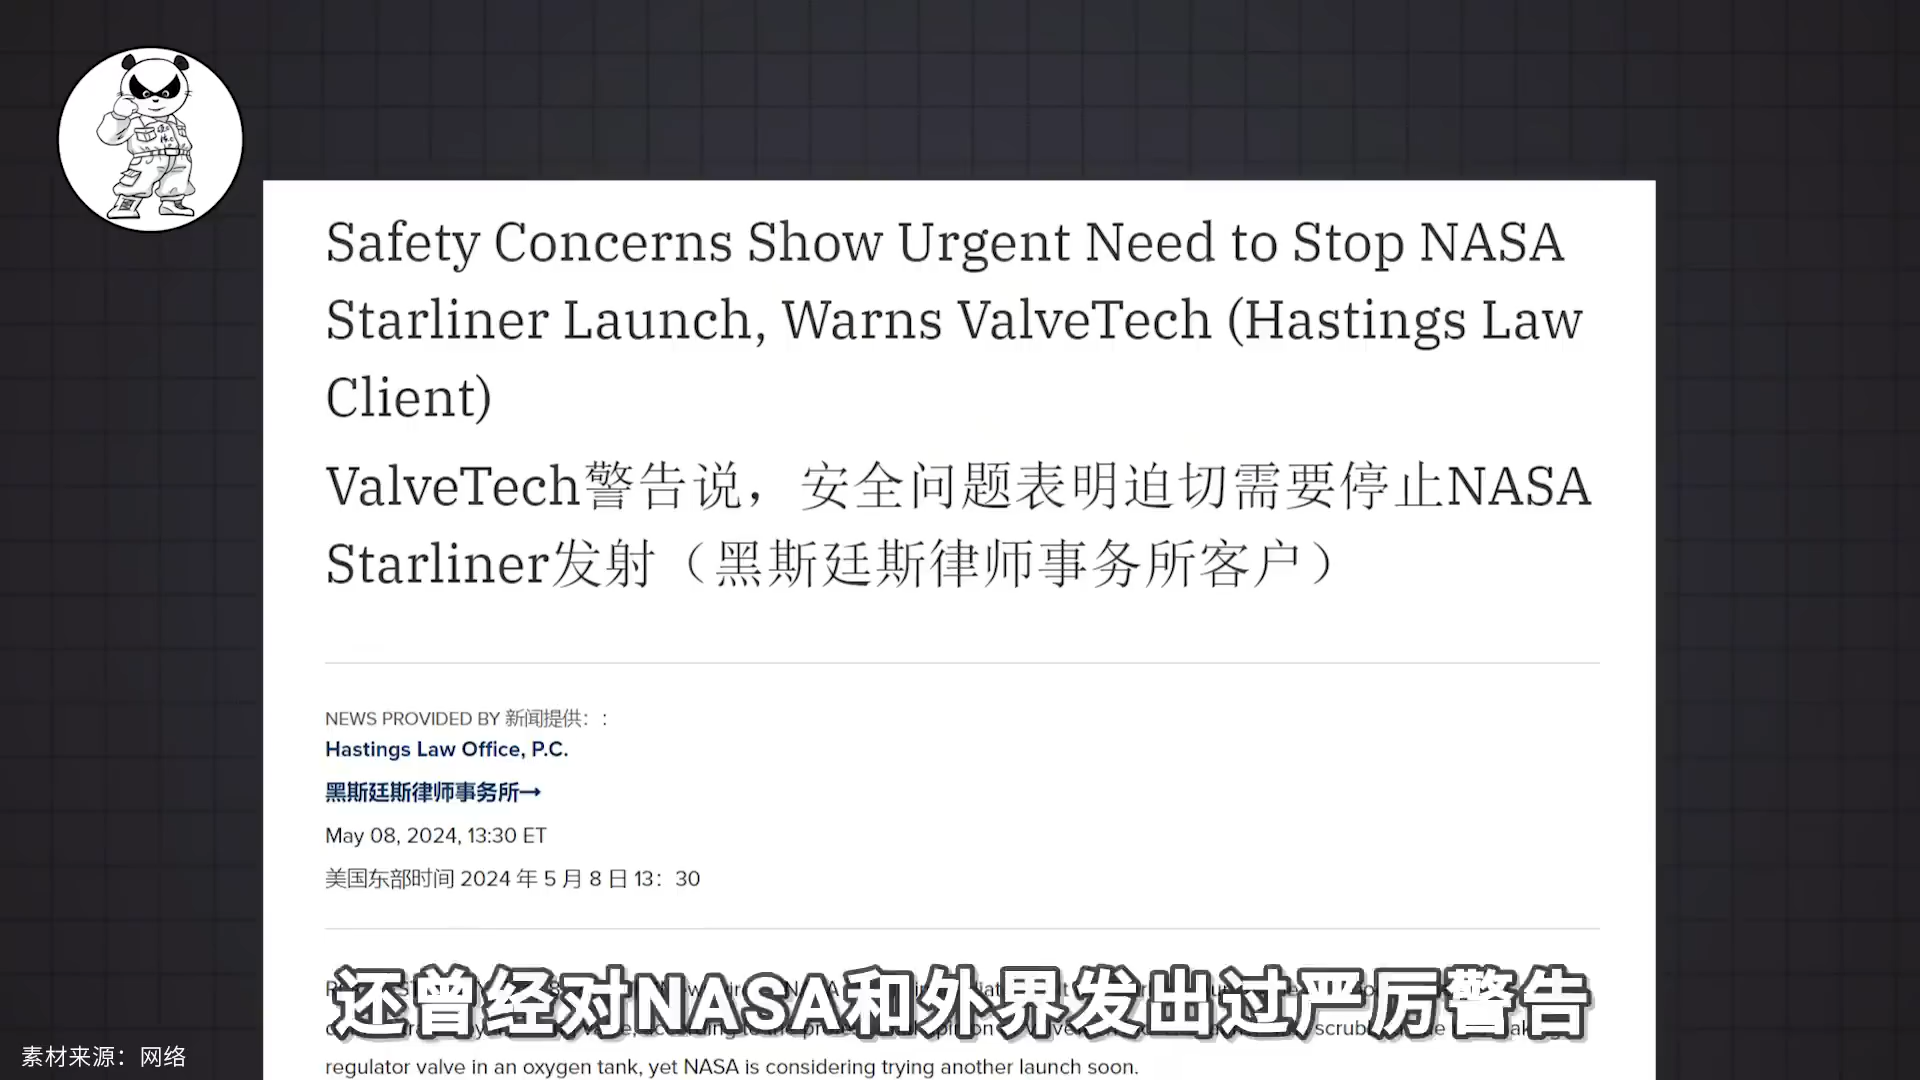 Safety Concerns Show Urgent Need to Stop NASA
Starliner Launch, Warns ValveTech (Hastings Law
Client)
ValveTech警告说，安全问题表明迫切需要停止NASA
Starliner发射（黑斯廷斯律师事务所客户）
NEWS PROVIDED BY 新闻提供：:
Hastings Law Office, P.C.
黑斯廷斯律师事务所→
May 08, 2024, 13:30 ET
美国东部时间 2024 年 5 月 8 日 13：30
还曾经对NASA和外界发出过严厉警告
regulator valve in an oxygen tank, yet NASA is considering trying another launch soon.
素材来源：网络